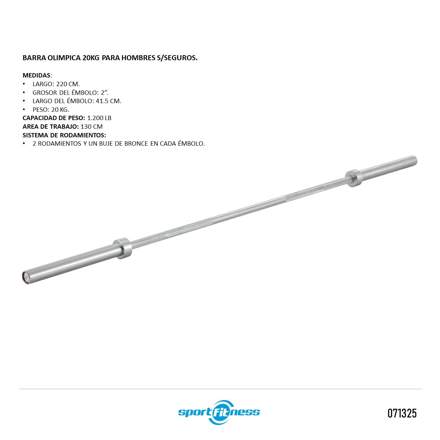 BARRA OLIMPICA 20KG PARA HOMBRES S/SEGUROS.
MEDIDAS:
• LARGO: 220 CM.
• GROSOR DEL ÉMBOLO: 2".
• LARGO DEL ÉMBOLO: 41.5 CM.
• PESO: 20 KG.
CAPACIDAD DE PESO: 1.200 LB
AREA DE TRABAJO: 130 CM
SISTEMA DE RODAMIENTOS:
• 2 RODAMIENTOS Y UN BUJE DE BRONCE EN CADA ÉMBOLO.
sportfitness
071325